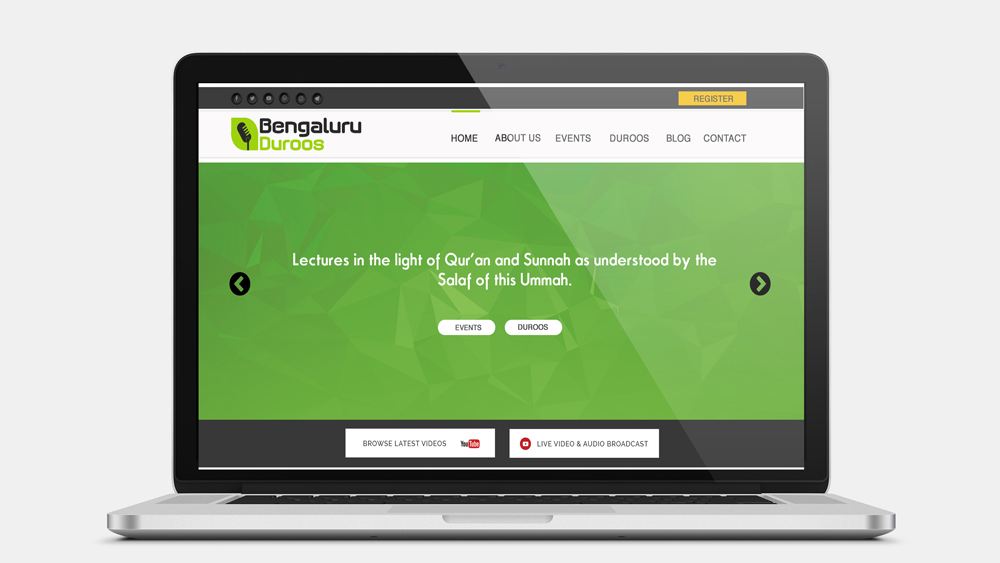 REGISTER
Bengaluru
Duroos
HOME ABOUT US EVENTS DUROOS BLOG CONTACT
Lectures in the light of Qur'an and Sunnah as understood by the
Salaf of this Ummah.
EVENTS DUROOS
BROWSE LATEST VIDEOS YouTube LIVE VIDEO & AUDIO BROADCAST